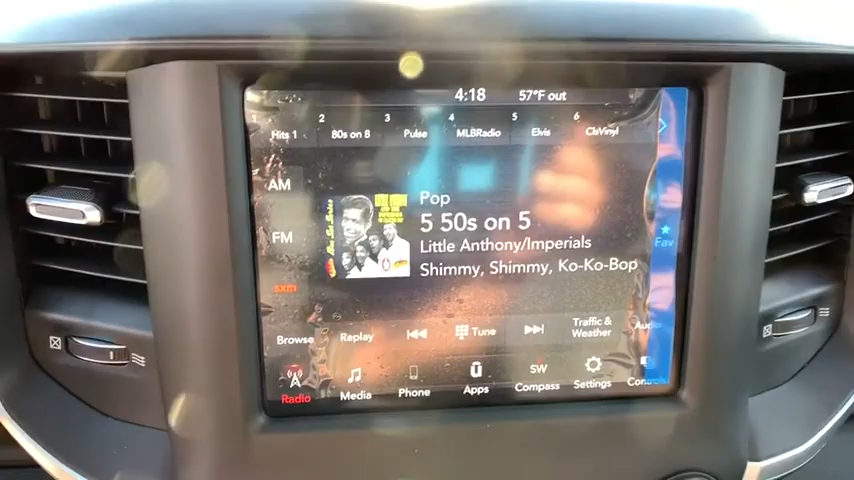 4:18 57°F out
1 2 3 4 5 6
Hits 1 80s on 8 Pulse MLBRadio Elvis ClsVinyl
AM
FM
sxm
Pop
5 50s on 5
Little Anthony/Imperials
Shimmy, Shimmy, Ko-Ko-Bop
Fav
Browse Replay Tune Traffic & Weather
Radio Media Phone Apps SW Compass Settings